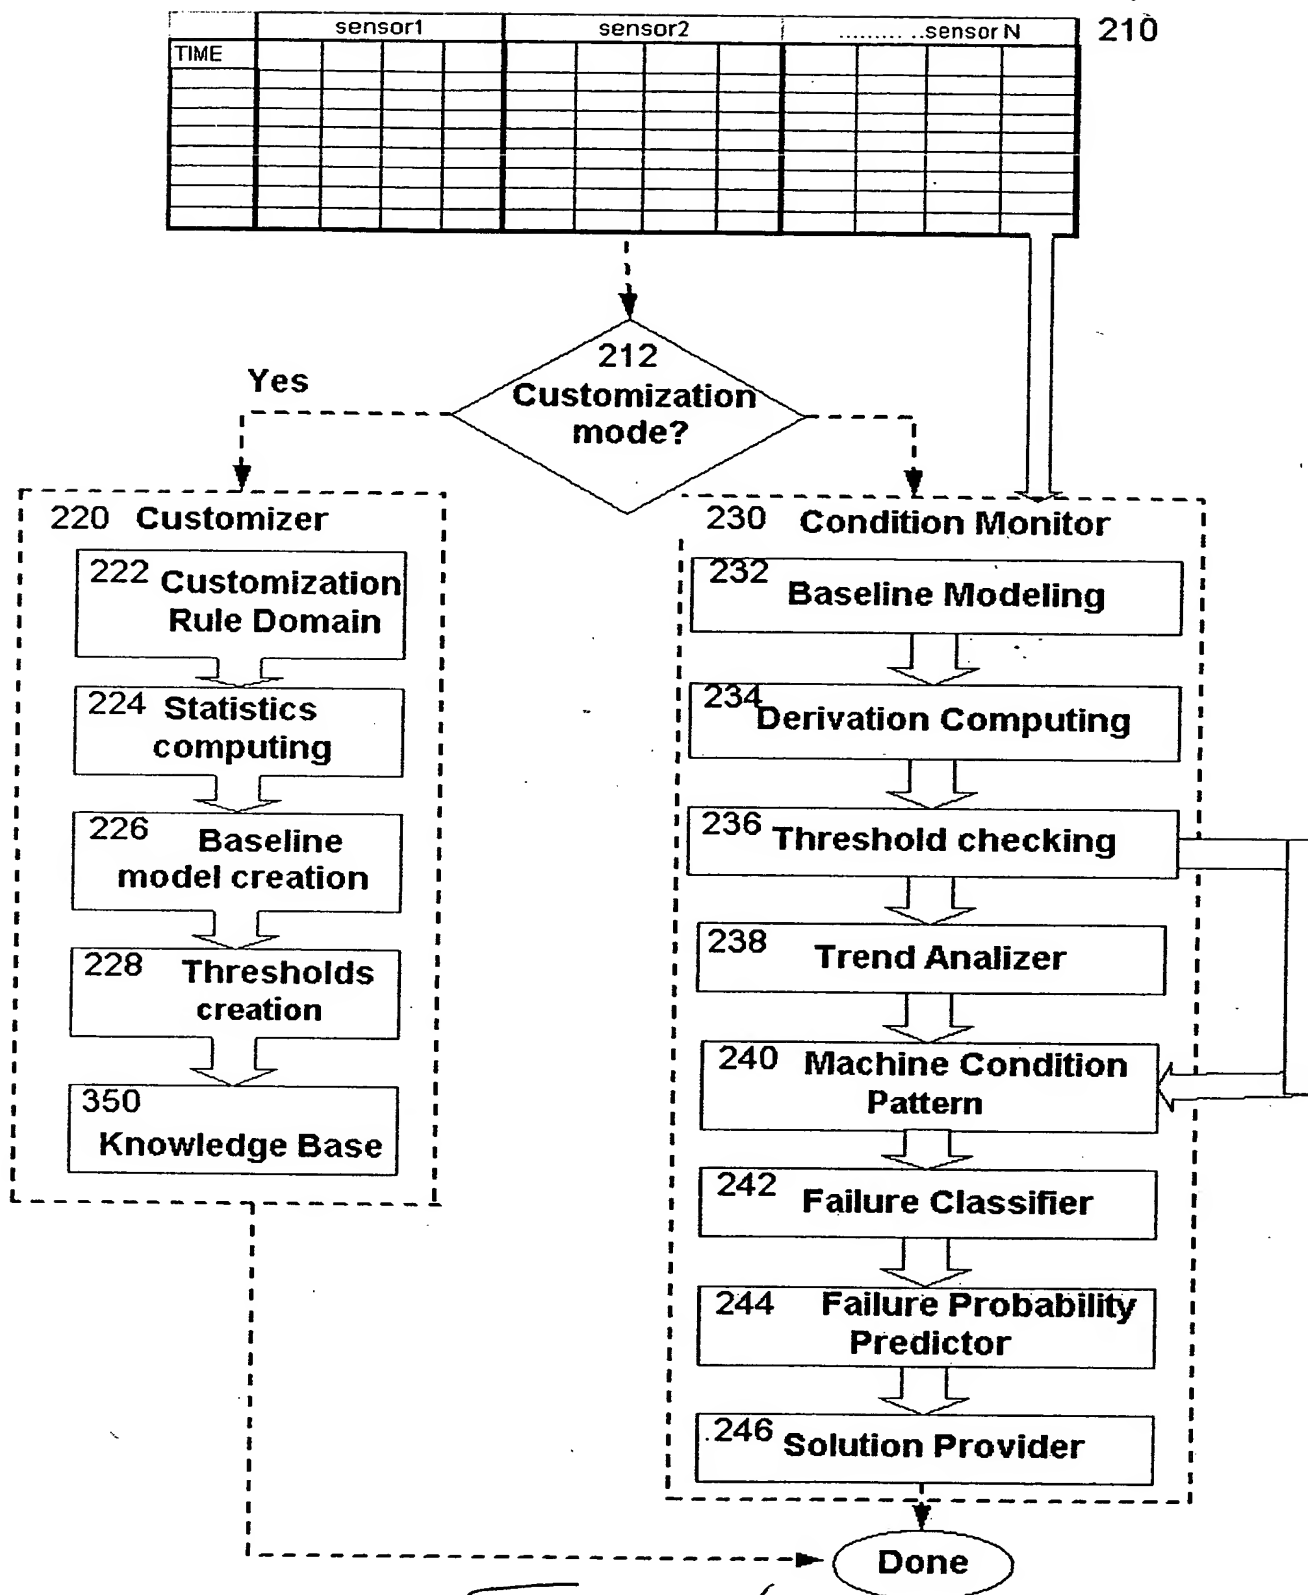 sensor1 sensor2 ......... ..sensor N 210
TIME
212
Customization
mode?
Yes
220 Customizer
222 Customization
Rule Domain
224 Statistics
computing
226 Baseline
model creation
228 Thresholds
creation
350
Knowledge Base
230 Condition Monitor
232 Baseline Modeling
234 Derivation Computing
236 Threshold checking
238 Trend Analizer
240 Machine Condition
Pattern
242 Failure Classifier
244 Failure Probability
Predictor
.246 Solution Provider
Done